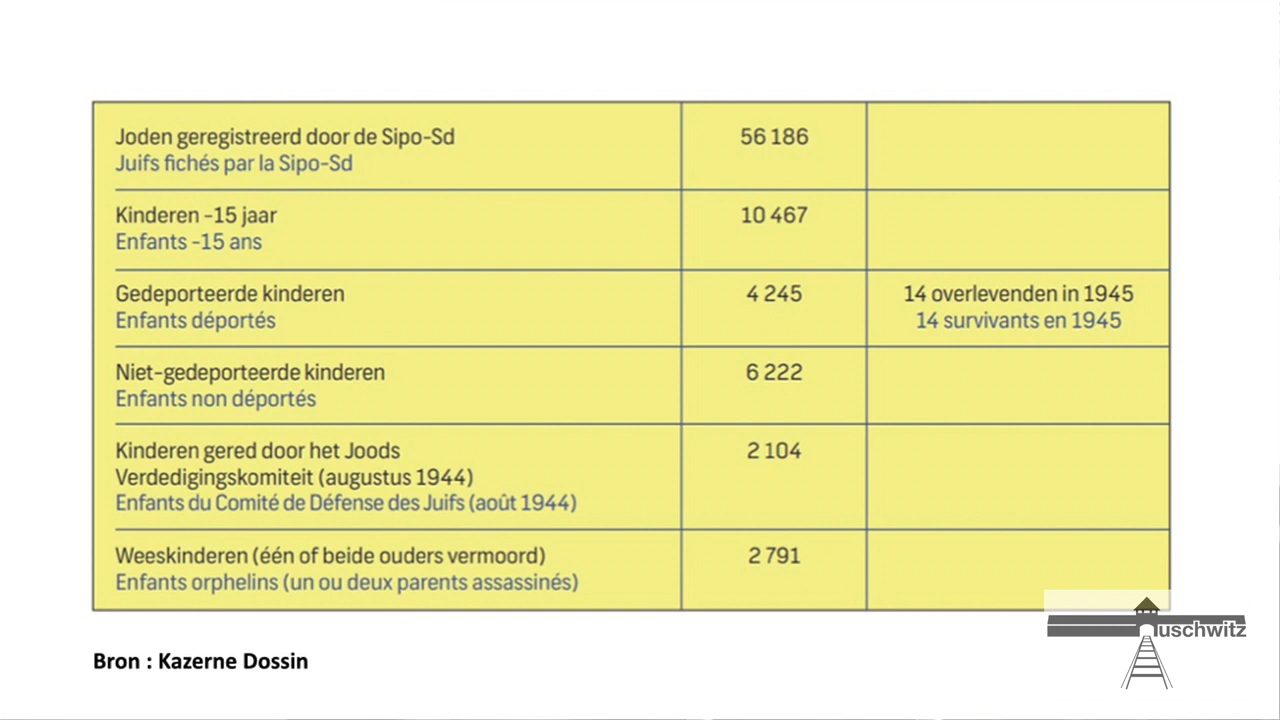 Joden geregistreerd door de Sipo-Sd
Juifs fichés par la Sipo-Sd
56 186
Kinderen -15 jaar
Enfants -15 ans
10 467
Gedeporteerde kinderen
Enfants déportés
4 245
14 overlevenden in 1945
14 survivants en 1945
Niet-gedeporteerde kinderen
Enfants non déportés
6 222
Kinderen gered door het Joods
Verdedigingskomiteit (augustus 1944)
Enfants du Comité de Défense des Juifs (août 1944)
2 104
Weeskinderen (één of beide ouders vermoord)
Enfants orphelins (un ou deux parents assassinés)
2 791
Bron : Kazerne Dossin
uschwitz